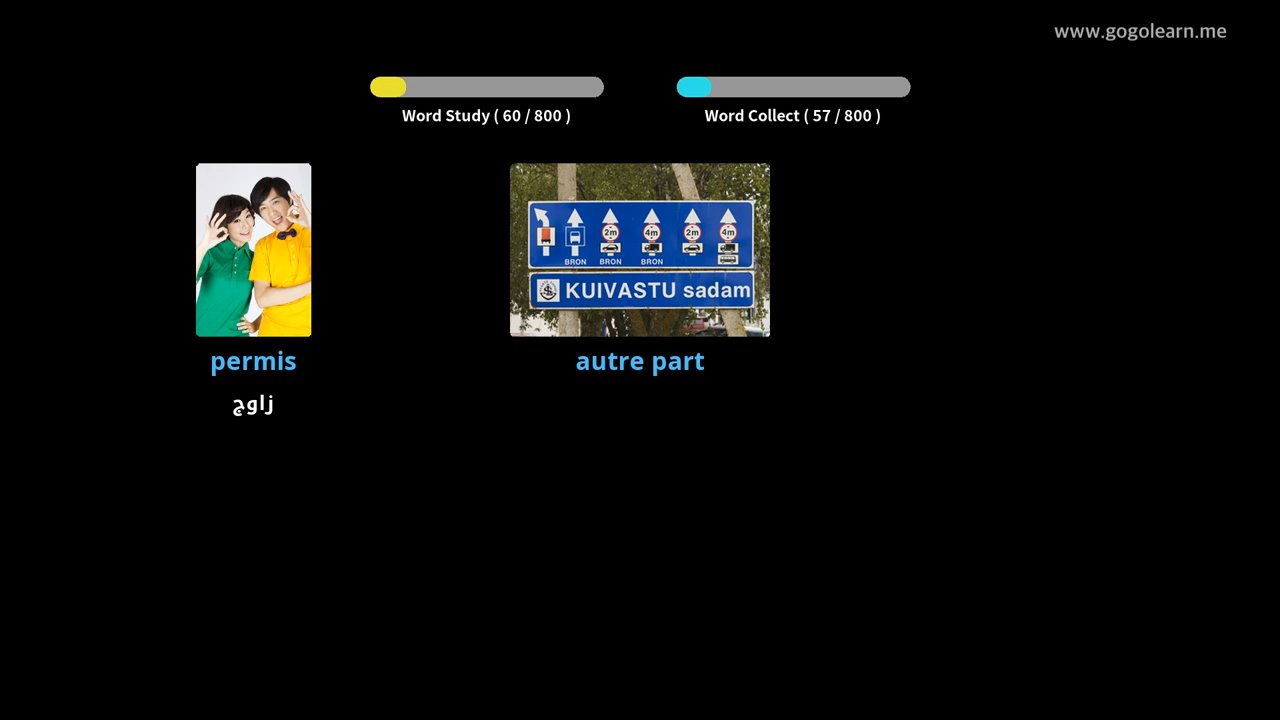 www.gogolearn.me
Word Study ( 60 / 800 )
Word Collect ( 57 / 800 )
2m 4m 2m 4m
BRON BRON BRON
KUIVASTU sadam
permis
autre part
زاوج